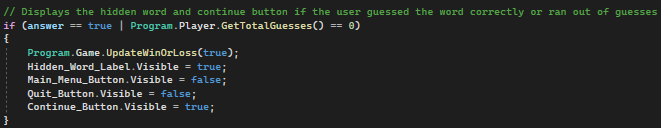 // Displays the hidden word and continue button if the user guessed the word correctly or ran out of guesses
if (answer == true | Program.Player.GetTotalGuesses() == 0)
{
Program.Game.UpdateWinOrLoss(true);
Hidden_Word_Label.Visible = true;
Main_Menu_Button.Visible = false;
Quit_Button.Visible = false;
Continue_Button.Visible = true;
}